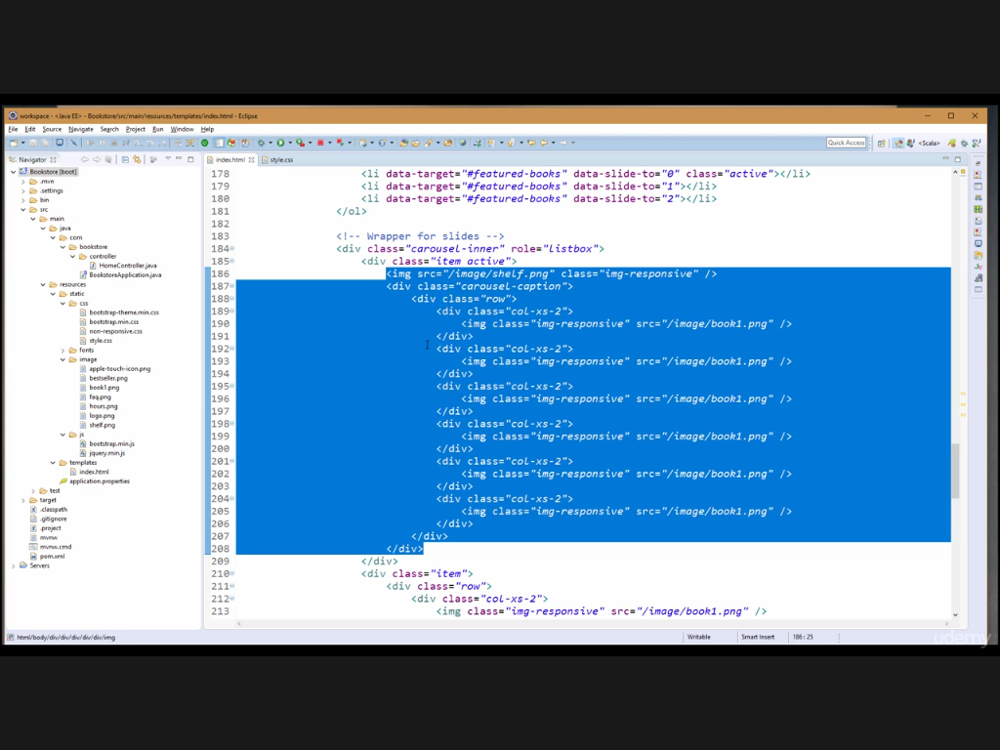 workspace - <Java EE> - Bookstore/src/main/resources/templates/index.html - Eclipse
File Edit Source Navigate Search Project Run Window Help
Quick Access
<Scala>
Navigator
index.html
style.css
Bookstore [boot]
.mvn
.settings
bin
src
main
java
com
bookstore
controller
HomeController.java
BookstoreApplication.java
resources
static
css
bootstrap-theme.min.css
bootstrap.min.css
non-responsive.css
style.css
fonts
image
apple-touch-icon.png
bestseller.png
book1.png
faq.png
hours.png
logo.png
shelf.png
js
bootstrap.min.js
jquery.min.js
templates
index.html
application.properties
test
target
.classpath
.gitignore
.project
mvnw
mvnw.cmd
pom.xml
Servers
178 <li data-target="#featured-books" data-slide-to="0" class="active"></li>
179 <li data-target="#featured-books" data-slide-to="1"></li>
180 <li data-target="#featured-books" data-slide-to="2"></li>
181 </ol>
182
183 <!-- Wrapper for slides -->
184 <div class="carousel-inner" role="listbox">
185 <div class="item active">
186 <img src="/image/shelf.png" class="img-responsive" />
187 <div class="carousel-caption">
188 <div class="row">
189 <div class="col-xs-2">
190 <img class="img-responsive" src="/image/book1.png" />
191 </div>
192 <div class="col-xs-2">
193 <img class="img-responsive" src="/image/book1.png" />
194 </div>
195 <div class="col-xs-2">
196 <img class="img-responsive" src="/image/book1.png" />
197 </div>
198 <div class="col-xs-2">
199 <img class="img-responsive" src="/image/book1.png" />
200 </div>
201 <div class="col-xs-2">
202 <img class="img-responsive" src="/image/book1.png" />
203 </div>
204 <div class="col-xs-2">
205 <img class="img-responsive" src="/image/book1.png" />
206 </div>
207 </div>
208 </div>
209 </div>
210 <div class="item">
211 <div class="row">
212 <div class="col-xs-2">
213 <img class="img-responsive" src="/image/book1.png" />
html/body/div/div/div/div/div/img
Writable
Smart Insert
186 : 25
udemy